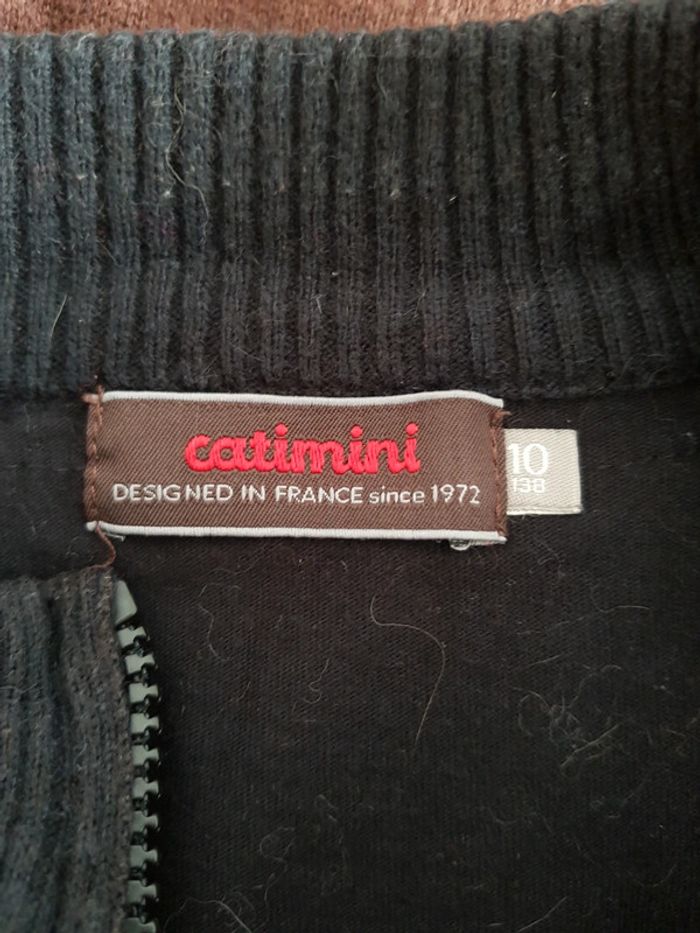 catimini
DESIGNED IN FRANCE since 1972
10
138